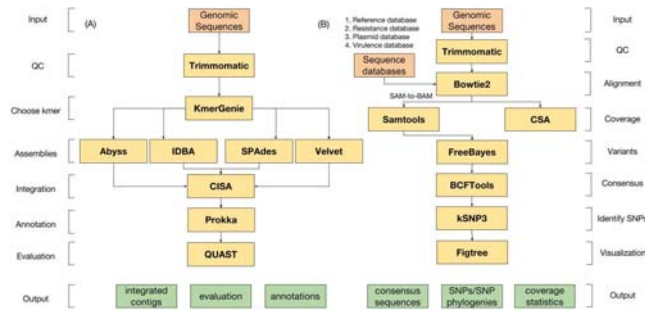 (A)
Input
Genomic
Sequences
QC
Trimmomatic
Choose kmer
KmerGenie
Assemblies
Abyss
IDBA
SPAdes
Velvet
Integration
CISA
Annotation
Prokka
Evaluation
QUAST
Output
integrated
contigs
evaluation
annotations
(B)
1. Reference database
2. Resistance database
3. Plasmid database
4. Virulence database
Genomic
Sequences
Input
Trimmomatic
QC
Sequence
databases
Bowtie2
Alignment
SAM-to-BAM
Samtools
CSA
Coverage
FreeBayes
Variants
BCFTools
Consensus
kSNP3
Identify SNPs
Figtree
Visualization
consensus
sequences
SNPs/SNP
phylogenies
coverage
statistics
Output